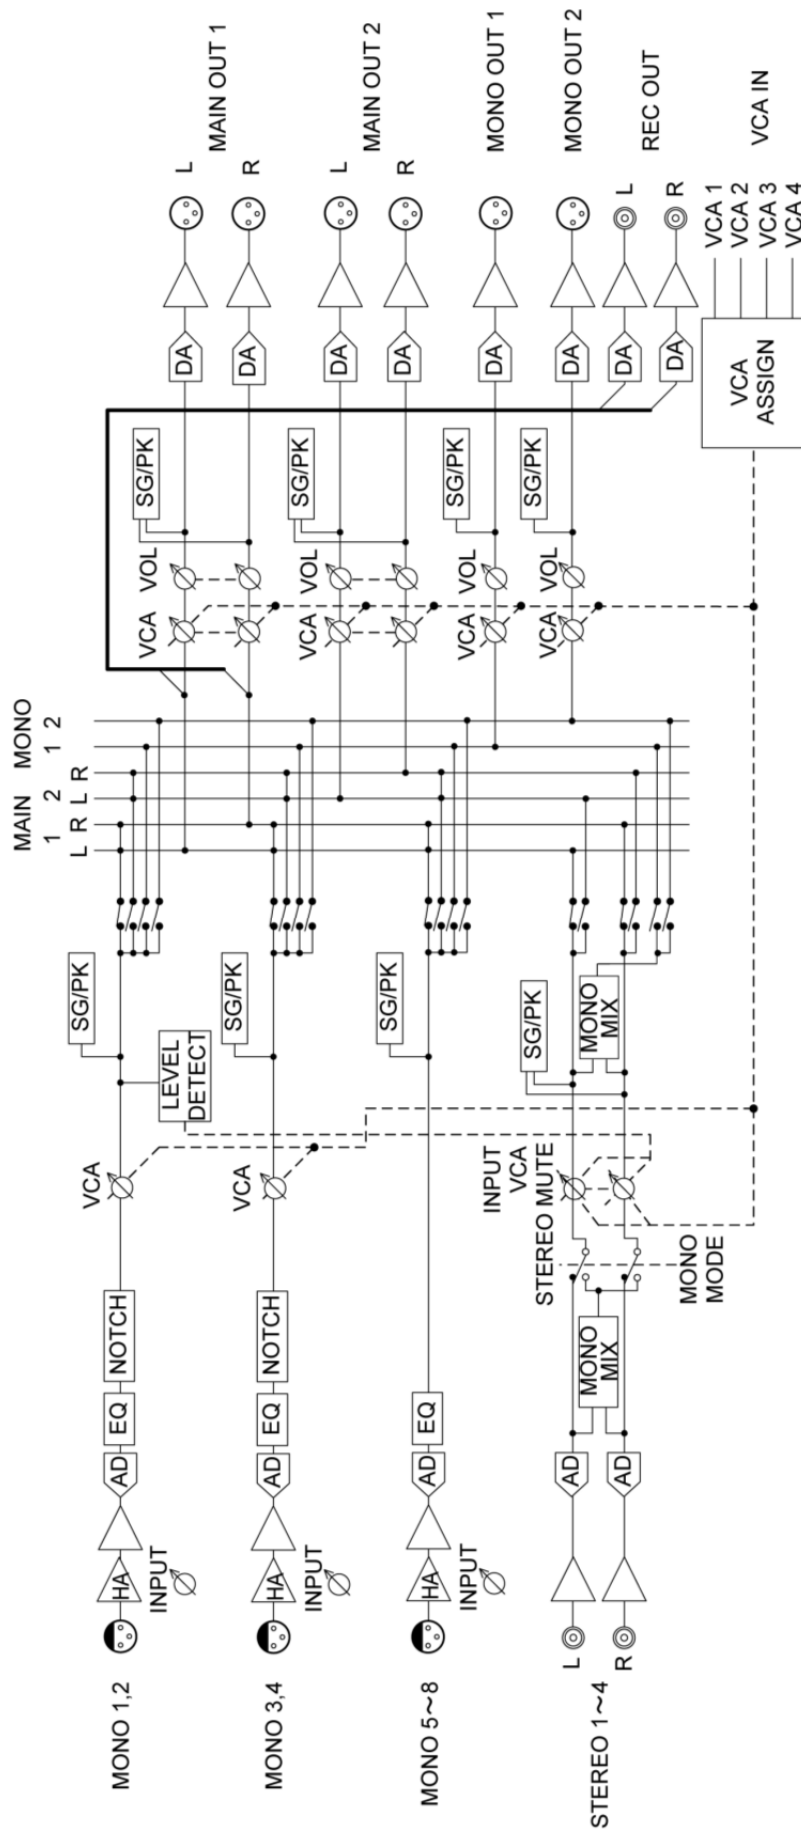 MONO 1,2
HA
INPUT
AD
EQ
NOTCH
VCA
LEVEL
DETECT
SG/PK
MONO 3,4
HA
INPUT
AD
EQ
NOTCH
VCA
SG/PK
MONO 5~8
HA
INPUT
AD
EQ
SG/PK
STEREO 1~4
L
R
AD
AD
MONO
MIX
STEREO MUTE
MONO
MODE
INPUT
VCA
SG/PK
MONO
MIX
MAIN MONO
1 2 1 2
L R L R
VCA
VOL
SG/PK
DA
DA
L
R
MAIN OUT 1
VCA
VOL
SG/PK
DA
DA
L
R
MAIN OUT 2
VCA
VOL
SG/PK
DA
MONO OUT 1
VCA
VOL
SG/PK
DA
MONO OUT 2
DA
DA
L
R
REC OUT
VCA
ASSIGN
VCA 1
VCA 2
VCA 3
VCA 4
VCA IN